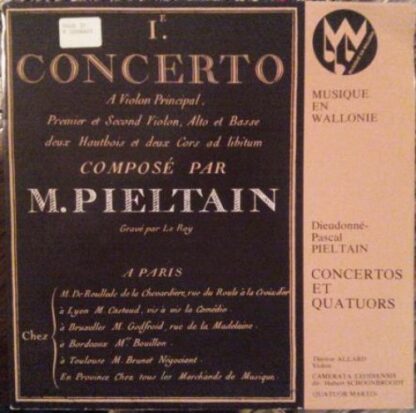 I.E
CONCERTO
A Violon Principal,
Premier et Second Violon, Alto et Basse
deux Hautbois et deux Cors ad libitum
COMPOSÉ PAR
M. PIELTAIN
Gravé par Le Roy
A PARIS
Chez
M. De Roullede de la Chevardiere, rue du Roule à la Croix d'or
à Lyon M. Castaud, vis à vis la Comédie
à Bruxelles M. Godfroid, rue de la Madelaine.
à Bordeaux Mrs Bouillon.
à Toulouse M. Brunet Négociant.
En Province Chez tous les Marchands de Musique.
MUSIQUE
EN
WALLONIE
Dieudonné-
Pascal
PIELTAIN
CONCERTOS
ET
QUATUORS
Thérèse ALLARD
Violon
CAMERATA LEODIENSIS
dir. Hubert SCHOONBROODT
QUATUOR MARTIN